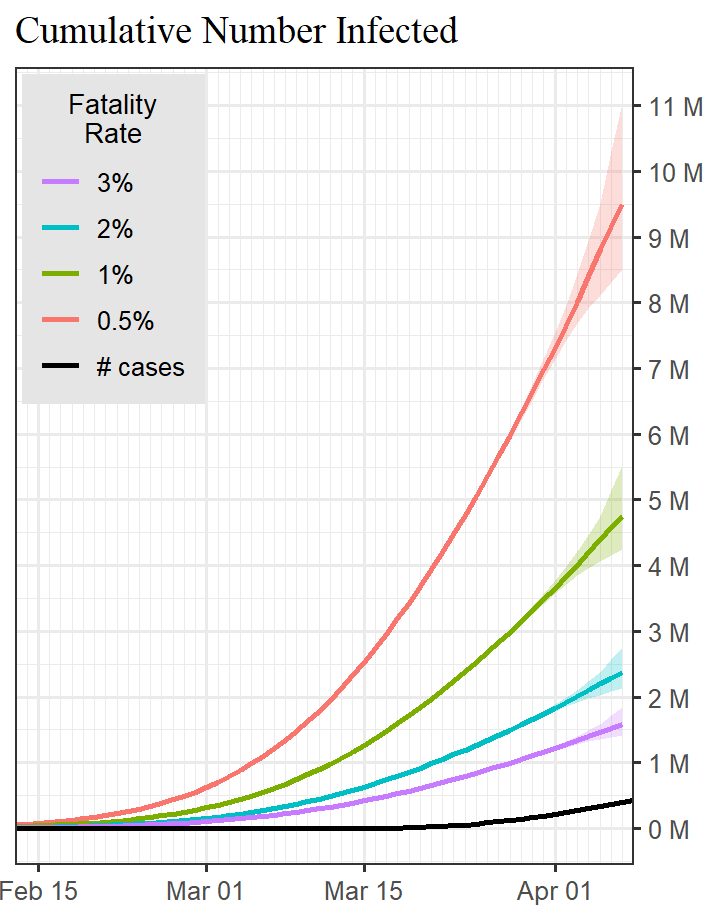 Cumulative Number Infected
Fatality
Rate
3%
2%
1%
0.5%
# cases
11 M
10 M
9 M
8 M
7 M
6 M
5 M
4 M
3 M
2 M
1 M
0 M
Feb 15
Mar 01
Mar 15
Apr 01